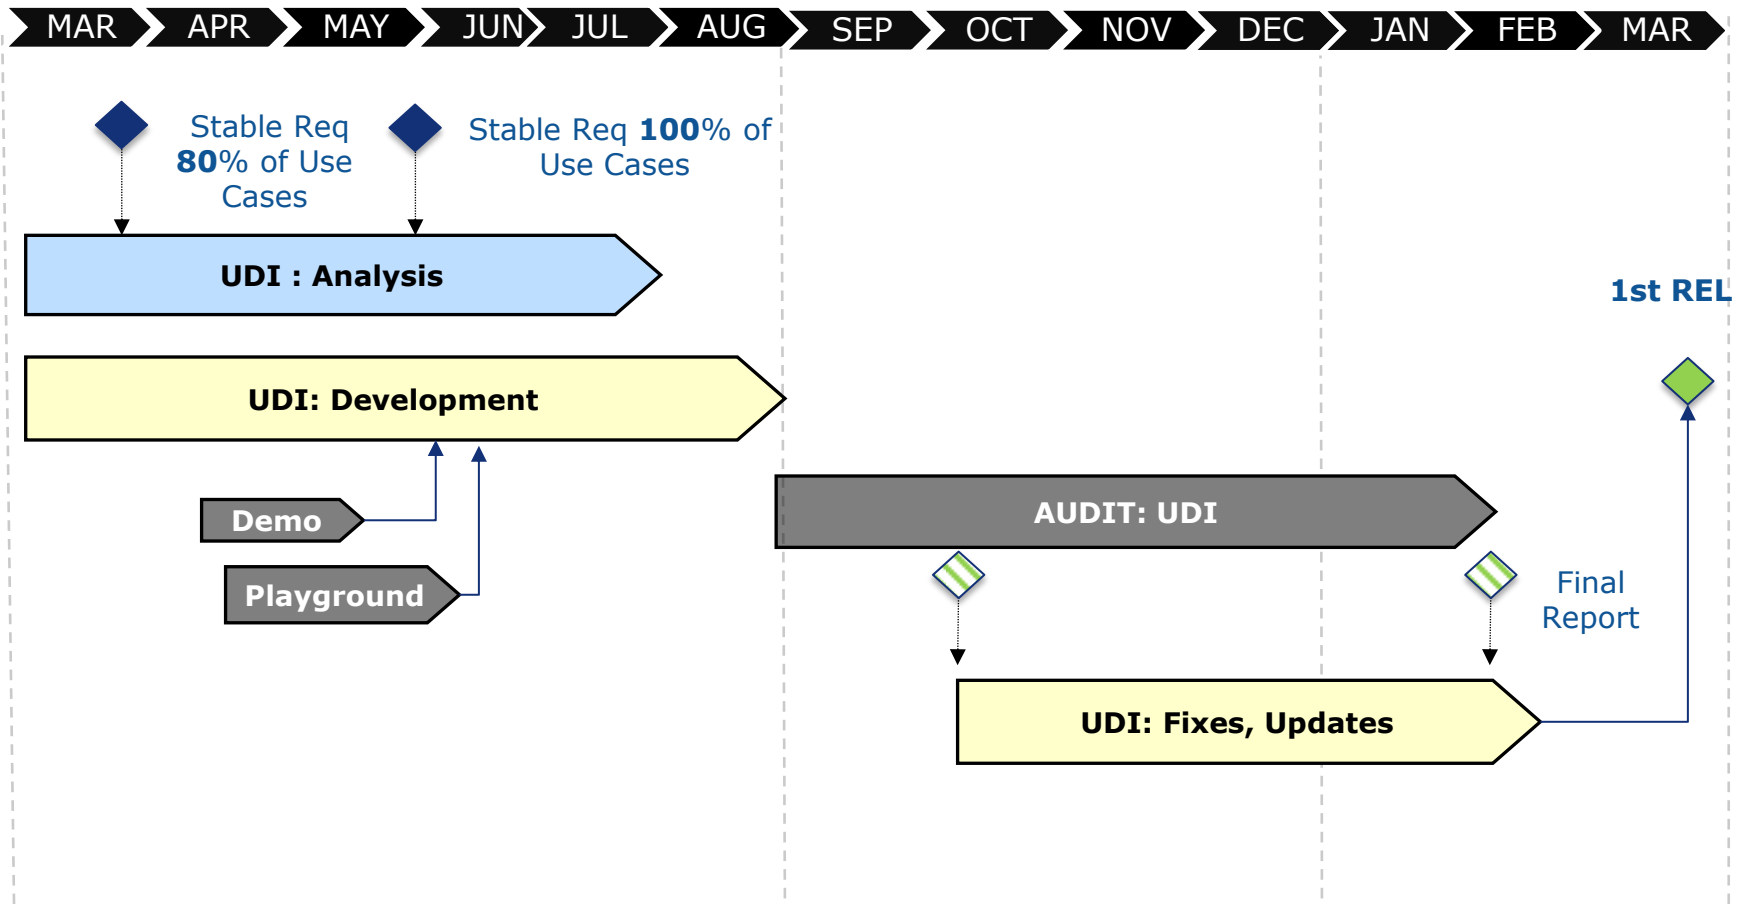 MAR APR MAY JUN JUL AUG SEP OCT NOV DEC JAN FEB MAR
Stable Req
80% of Use
Cases
Stable Req 100% of
Use Cases
UDI : Analysis
1st REL
UDI: Development
Demo
AUDIT: UDI
Playground
Final
Report
UDI: Fixes, Updates